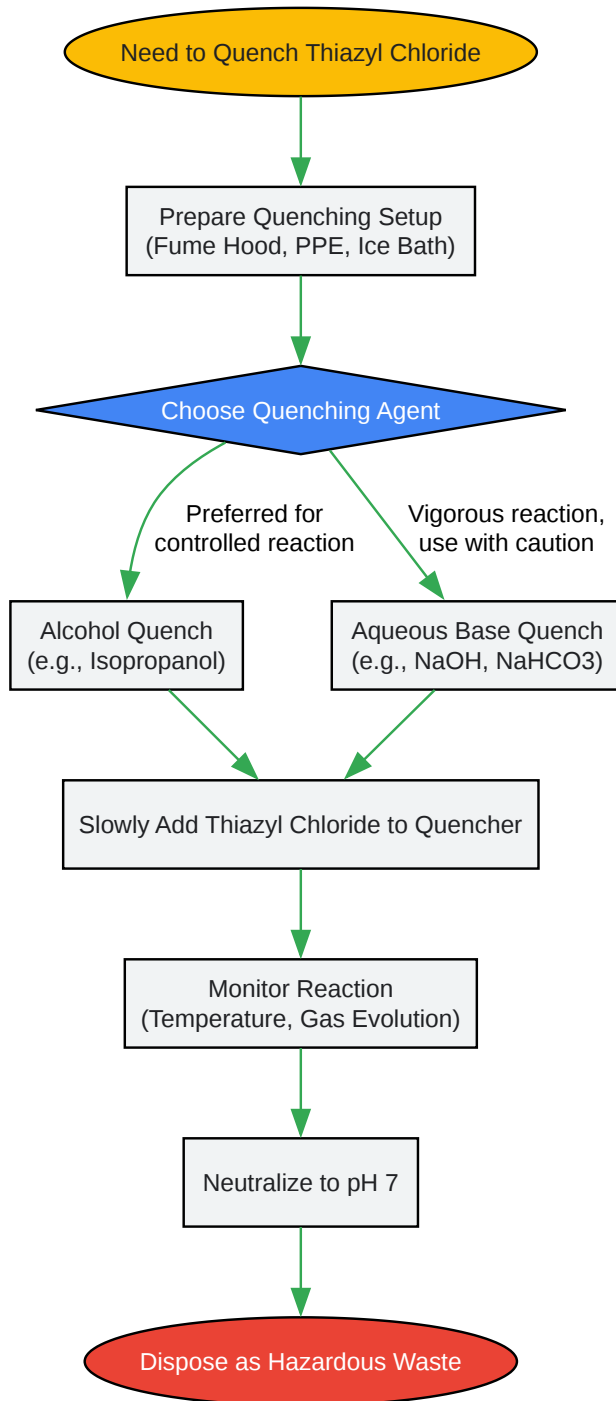 Need to Quench Thiazyl Chloride
Prepare Quenching Setup
(Fume Hood, PPE, Ice Bath)
Choose Quenching Agent
Preferred for
controlled reaction
Vigorous reaction,
use with caution
Alcohol Quench
(e.g., Isopropanol)
Aqueous Base Quench
(e.g., NaOH, NaHCO3)
Slowly Add Thiazyl Chloride to Quencher
Monitor Reaction
(Temperature, Gas Evolution)
Neutralize to pH 7
Dispose as Hazardous Waste